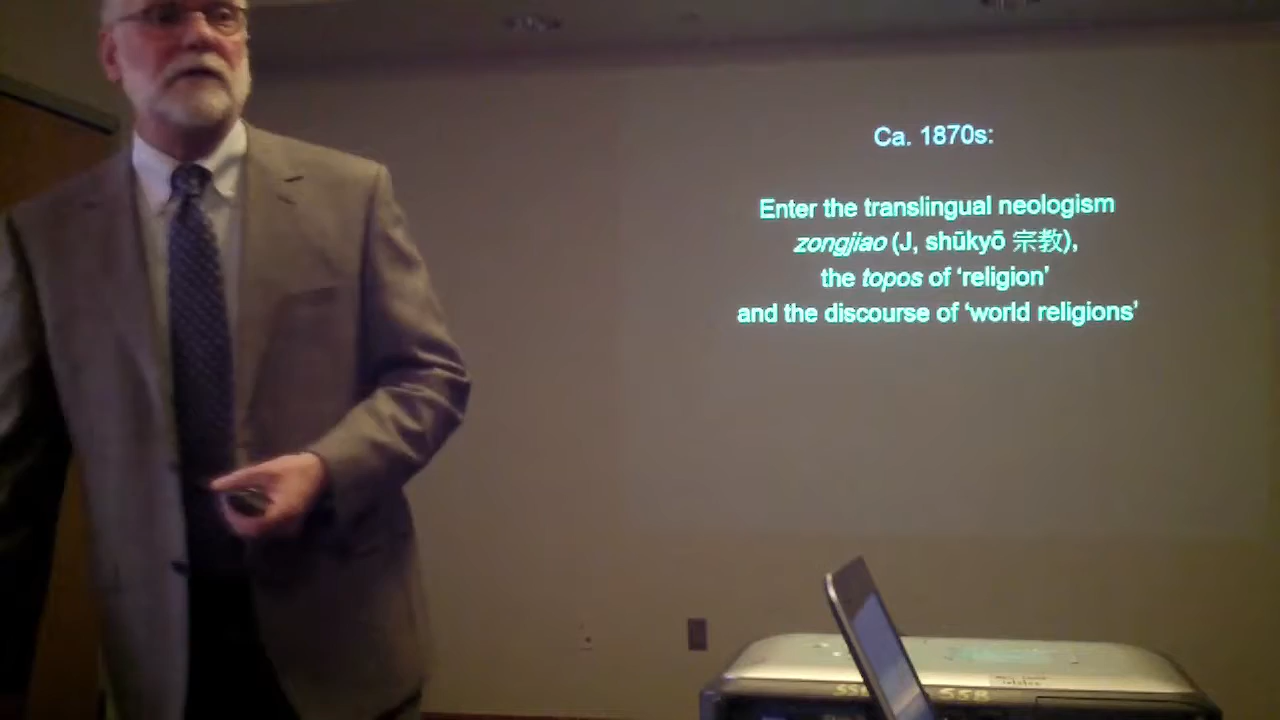 Ca. 1870s:
Enter the translingual neologism
zongjiao (J, shūkyō 宗教),
the topos of ‘religion’
and the discourse of ‘world religions’
SSB